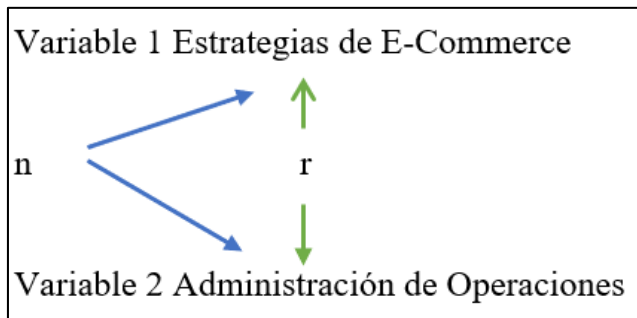 Variable 1 Estrategias de E-Commerce
n r
Variable 2 Administración de Operaciones